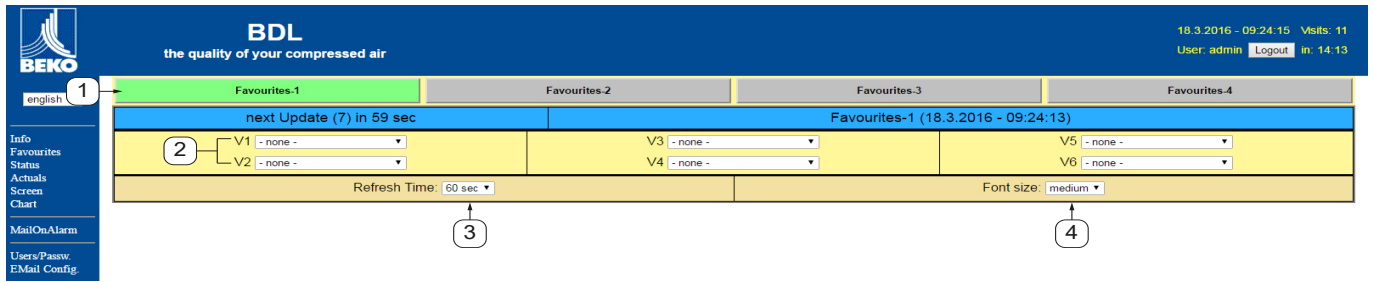 BEKO
BDL
the quality of your compressed air
18.3.2016 - 09:24:15 Visits: 11
User: admin Logout in: 14:13
english
1
Favourites-1 Favourites-2 Favourites-3 Favourites-4
next Update (7) in 59 sec Favourites-1 (18.3.2016 - 09:24:13)
2
V1 - none - V3 - none - V5 - none -
V2 - none - V4 - none - V6 - none -
Refresh Time: 60 sec Font size: medium
3 4
Info
Favourites
Status
Actuals
Screen
Chart
MailOnAlarm
Users/Passw.
EMail Config.